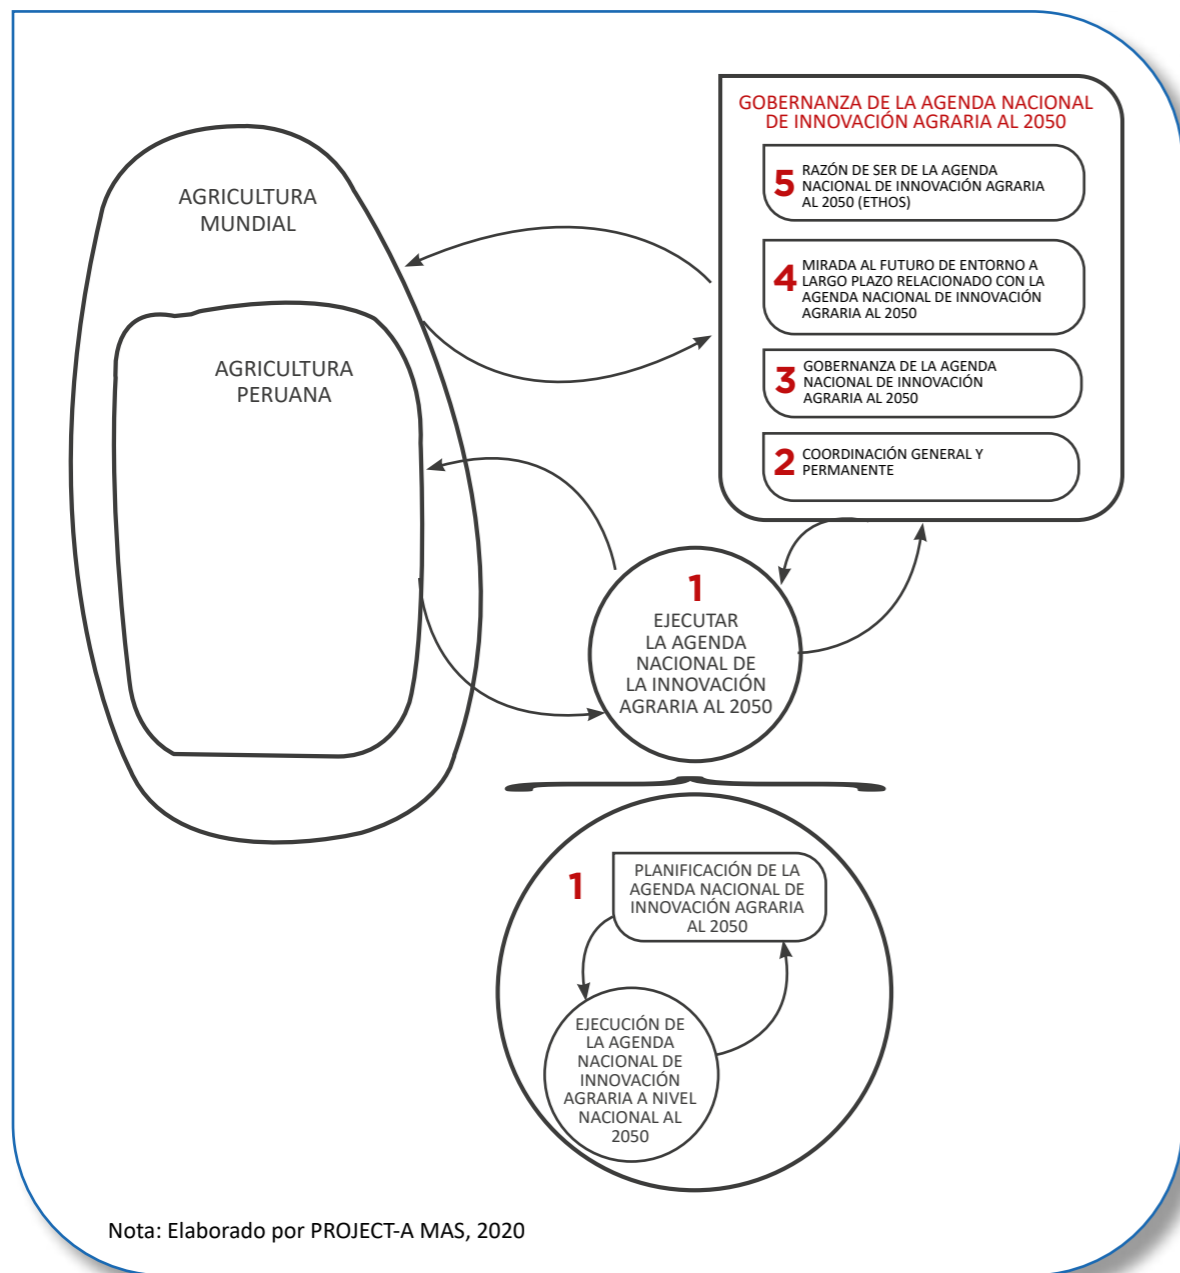 GOBERNANZA DE LA AGENDA NACIONAL
DE INNOVACIÓN AGRARIA AL 2050
5
RAZÓN DE SER DE LA AGENDA
NACIONAL DE INNOVACIÓN AGRARIA
AL 2050 (ETHOS)
4
MIRADA AL FUTURO DE ENTORNO A
LARGO PLAZO RELACIONADO CON LA
AGENDA NACIONAL DE INNOVACIÓN
AGRARIA AL 2050
3
GOBERNANZA DE LA AGENDA
NACIONAL DE INNOVACIÓN
AGRARIA AL 2050
2
COORDINACIÓN GENERAL Y
PERMANENTE
AGRICULTURA
MUNDIAL
AGRICULTURA
PERUANA
1
EJECUTAR
LA AGENDA
NACIONAL DE
LA INNOVACIÓN
AGRARIA AL 2050
1
PLANIFICACIÓN DE LA
AGENDA NACIONAL DE
INNOVACIÓN AGRARIA
AL 2050
EJECUCIÓN DE
LA AGENDA
NACIONAL DE
INNOVACIÓN
AGRARIA A NIVEL
NACIONAL AL
2050
Nota: Elaborado por PROJECT-A MAS, 2020